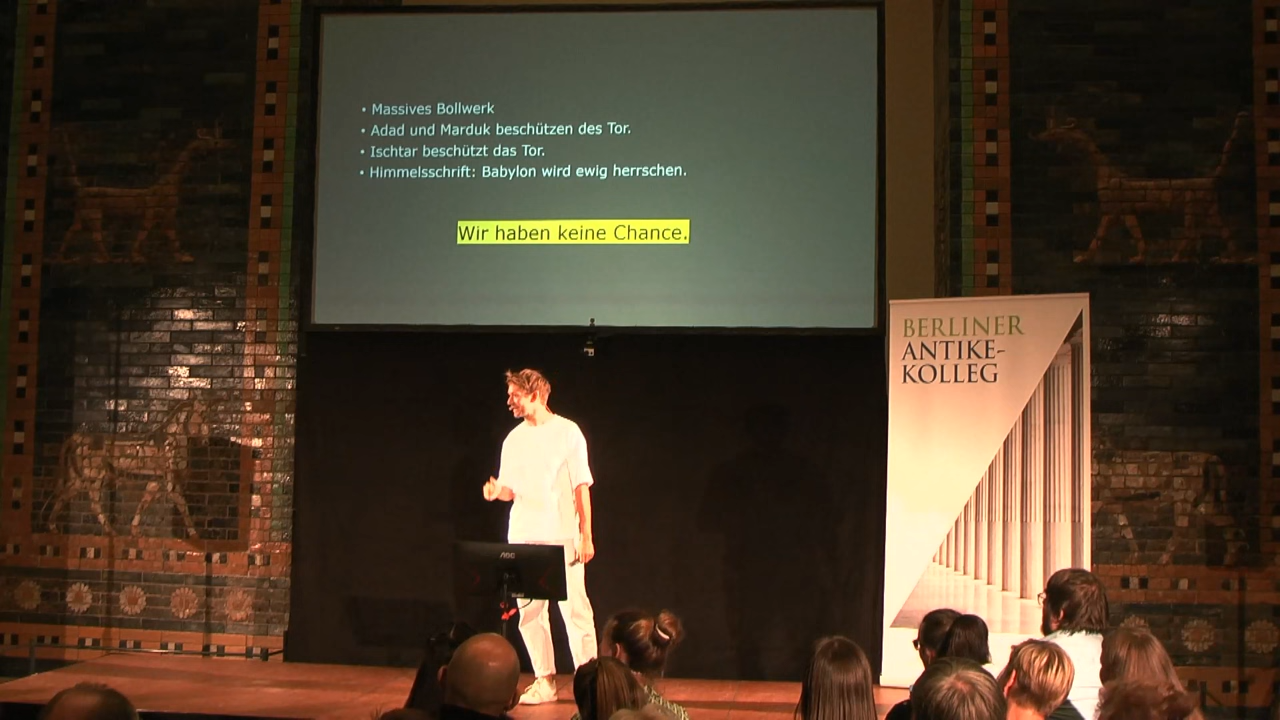 • Massives Bollwerk
• Adad und Marduk beschützen des Tor.
• Ischtar beschützt das Tor.
• Himmelsschrift: Babylon wird ewig herrschen.
Wir haben keine Chance.
BERLINER
ANTIKE-
KOLLEG
AOC